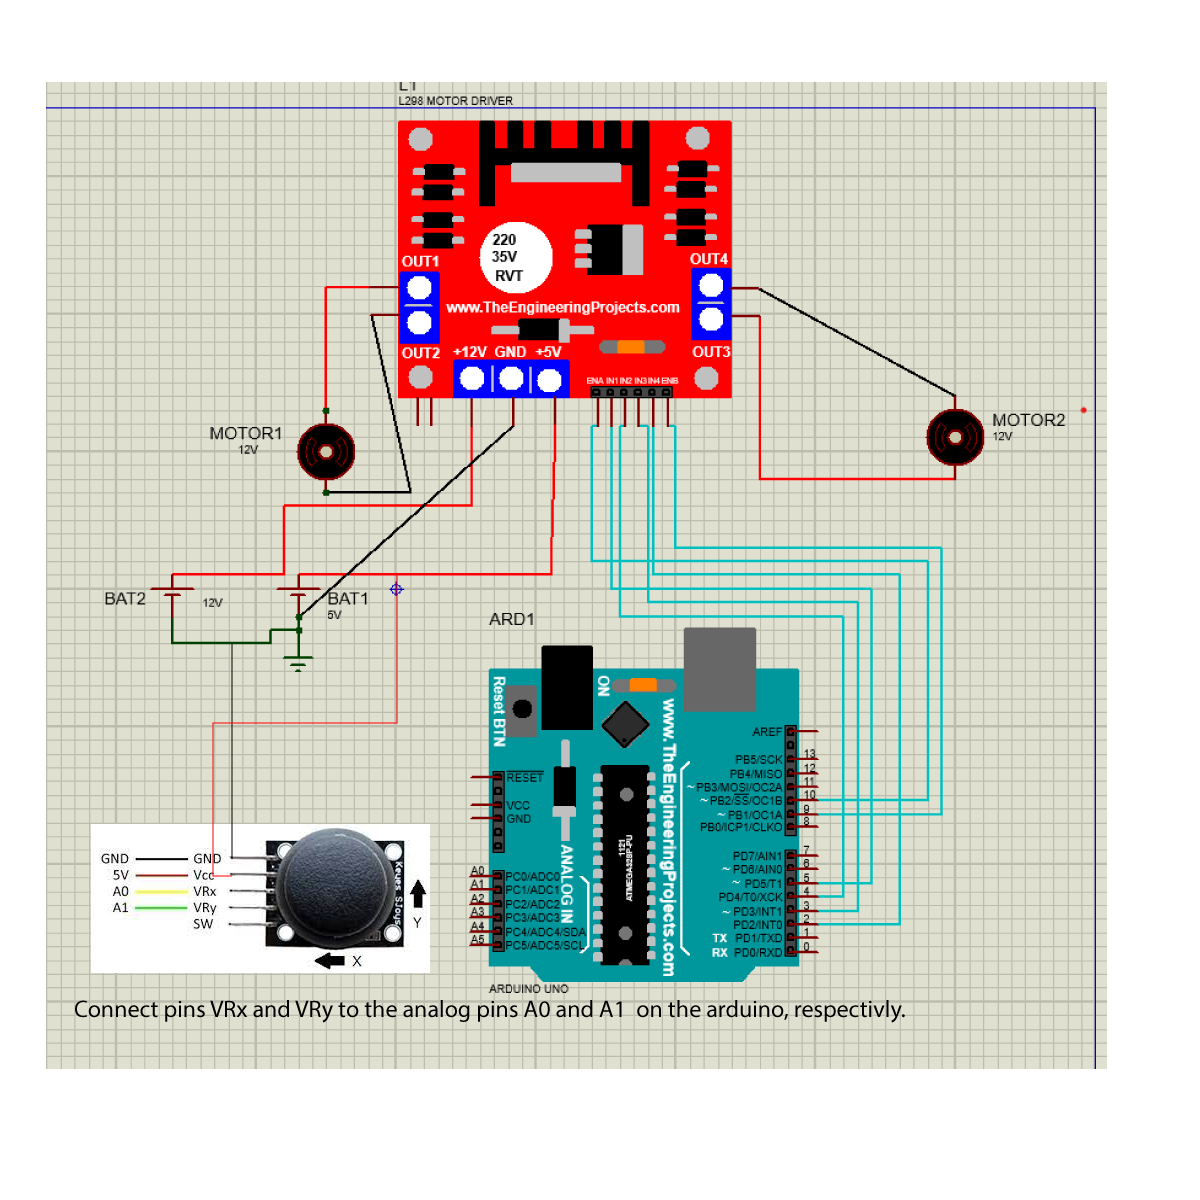 L1
L298 MOTOR DRIVER
220
35V
RVT
OUT1
OUT4
www.TheEngineeringProjects.com
OUT2
+12V GND +5V
OUT3
ENA IN1 IN2 IN3 IN4 ENB
MOTOR1
12V
MOTOR2
12V
BAT2
12V
BAT1
5V
ARD1
Reset BTN
ON
www.TheEngineeringProjects.com
1121
ATMEGA328P-PU
ANALOG IN
RESET
VCC
GND
A0 PC0/ADC0
A1 PC1/ADC1
A2 PC2/ADC2
A3 PC3/ADC3
A4 PC4/ADC4/SDA
A5 PC5/ADC5/SCL
AREF
PB5/SCK 13
PB4/MISO 12
~PB3/MOSI/OC2A 11
~PB2/SS/OC1B 10
~PB1/OC1A 9
PB0/ICP1/CLKO 8
PD7/AIN1 7
~PD6/AIN0 6
~PD5/T1 5
PD4/T0/XCK 4
~PD3/INT1 3
PD2/INT0 2
TX PD1/TXD 1
RX PD0/RXD 0
ARDUINO UNO
GND GND
5V Vcc
A0 VRx
A1 VRy
SW
Keyes SJoys
Y
X
Connect pins VRx and VRy to the analog pins A0 and A1 on the arduino, respectivly.